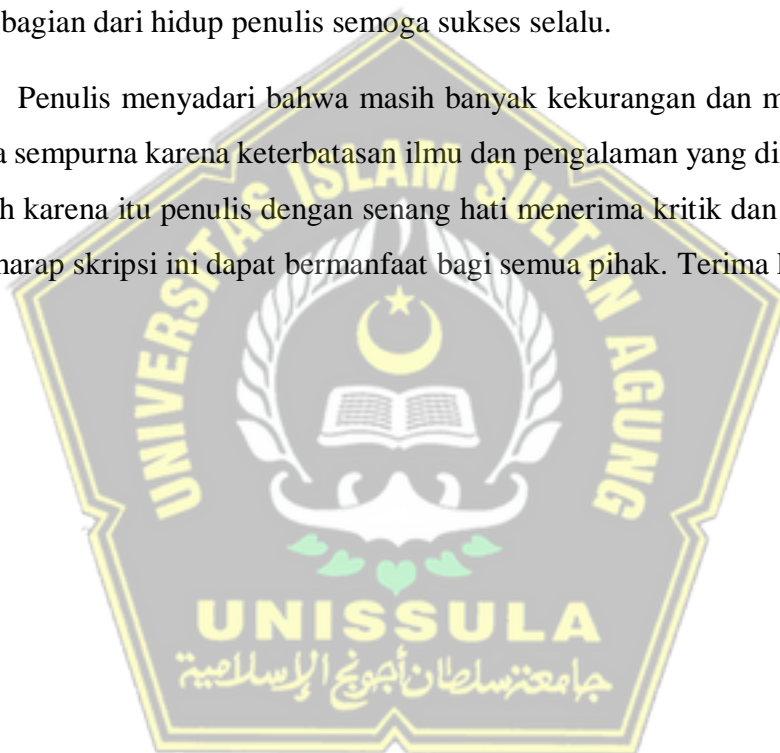 bagian dari hidup penulis semoga sukses selalu.
Penulis menyadari bahwa masih banyak kekurangan dan m
a sempurna karena keterbatasan ilmu dan pengalaman yang di
h karena itu penulis dengan senang hati menerima kritik dan
harap skripsi ini dapat bermanfaat bagi semua pihak. Terima
UNIVERSITAS ISLAM SULTAN AGUNG
UNISSULA
جامعة سلطان أجونج الإسلامية